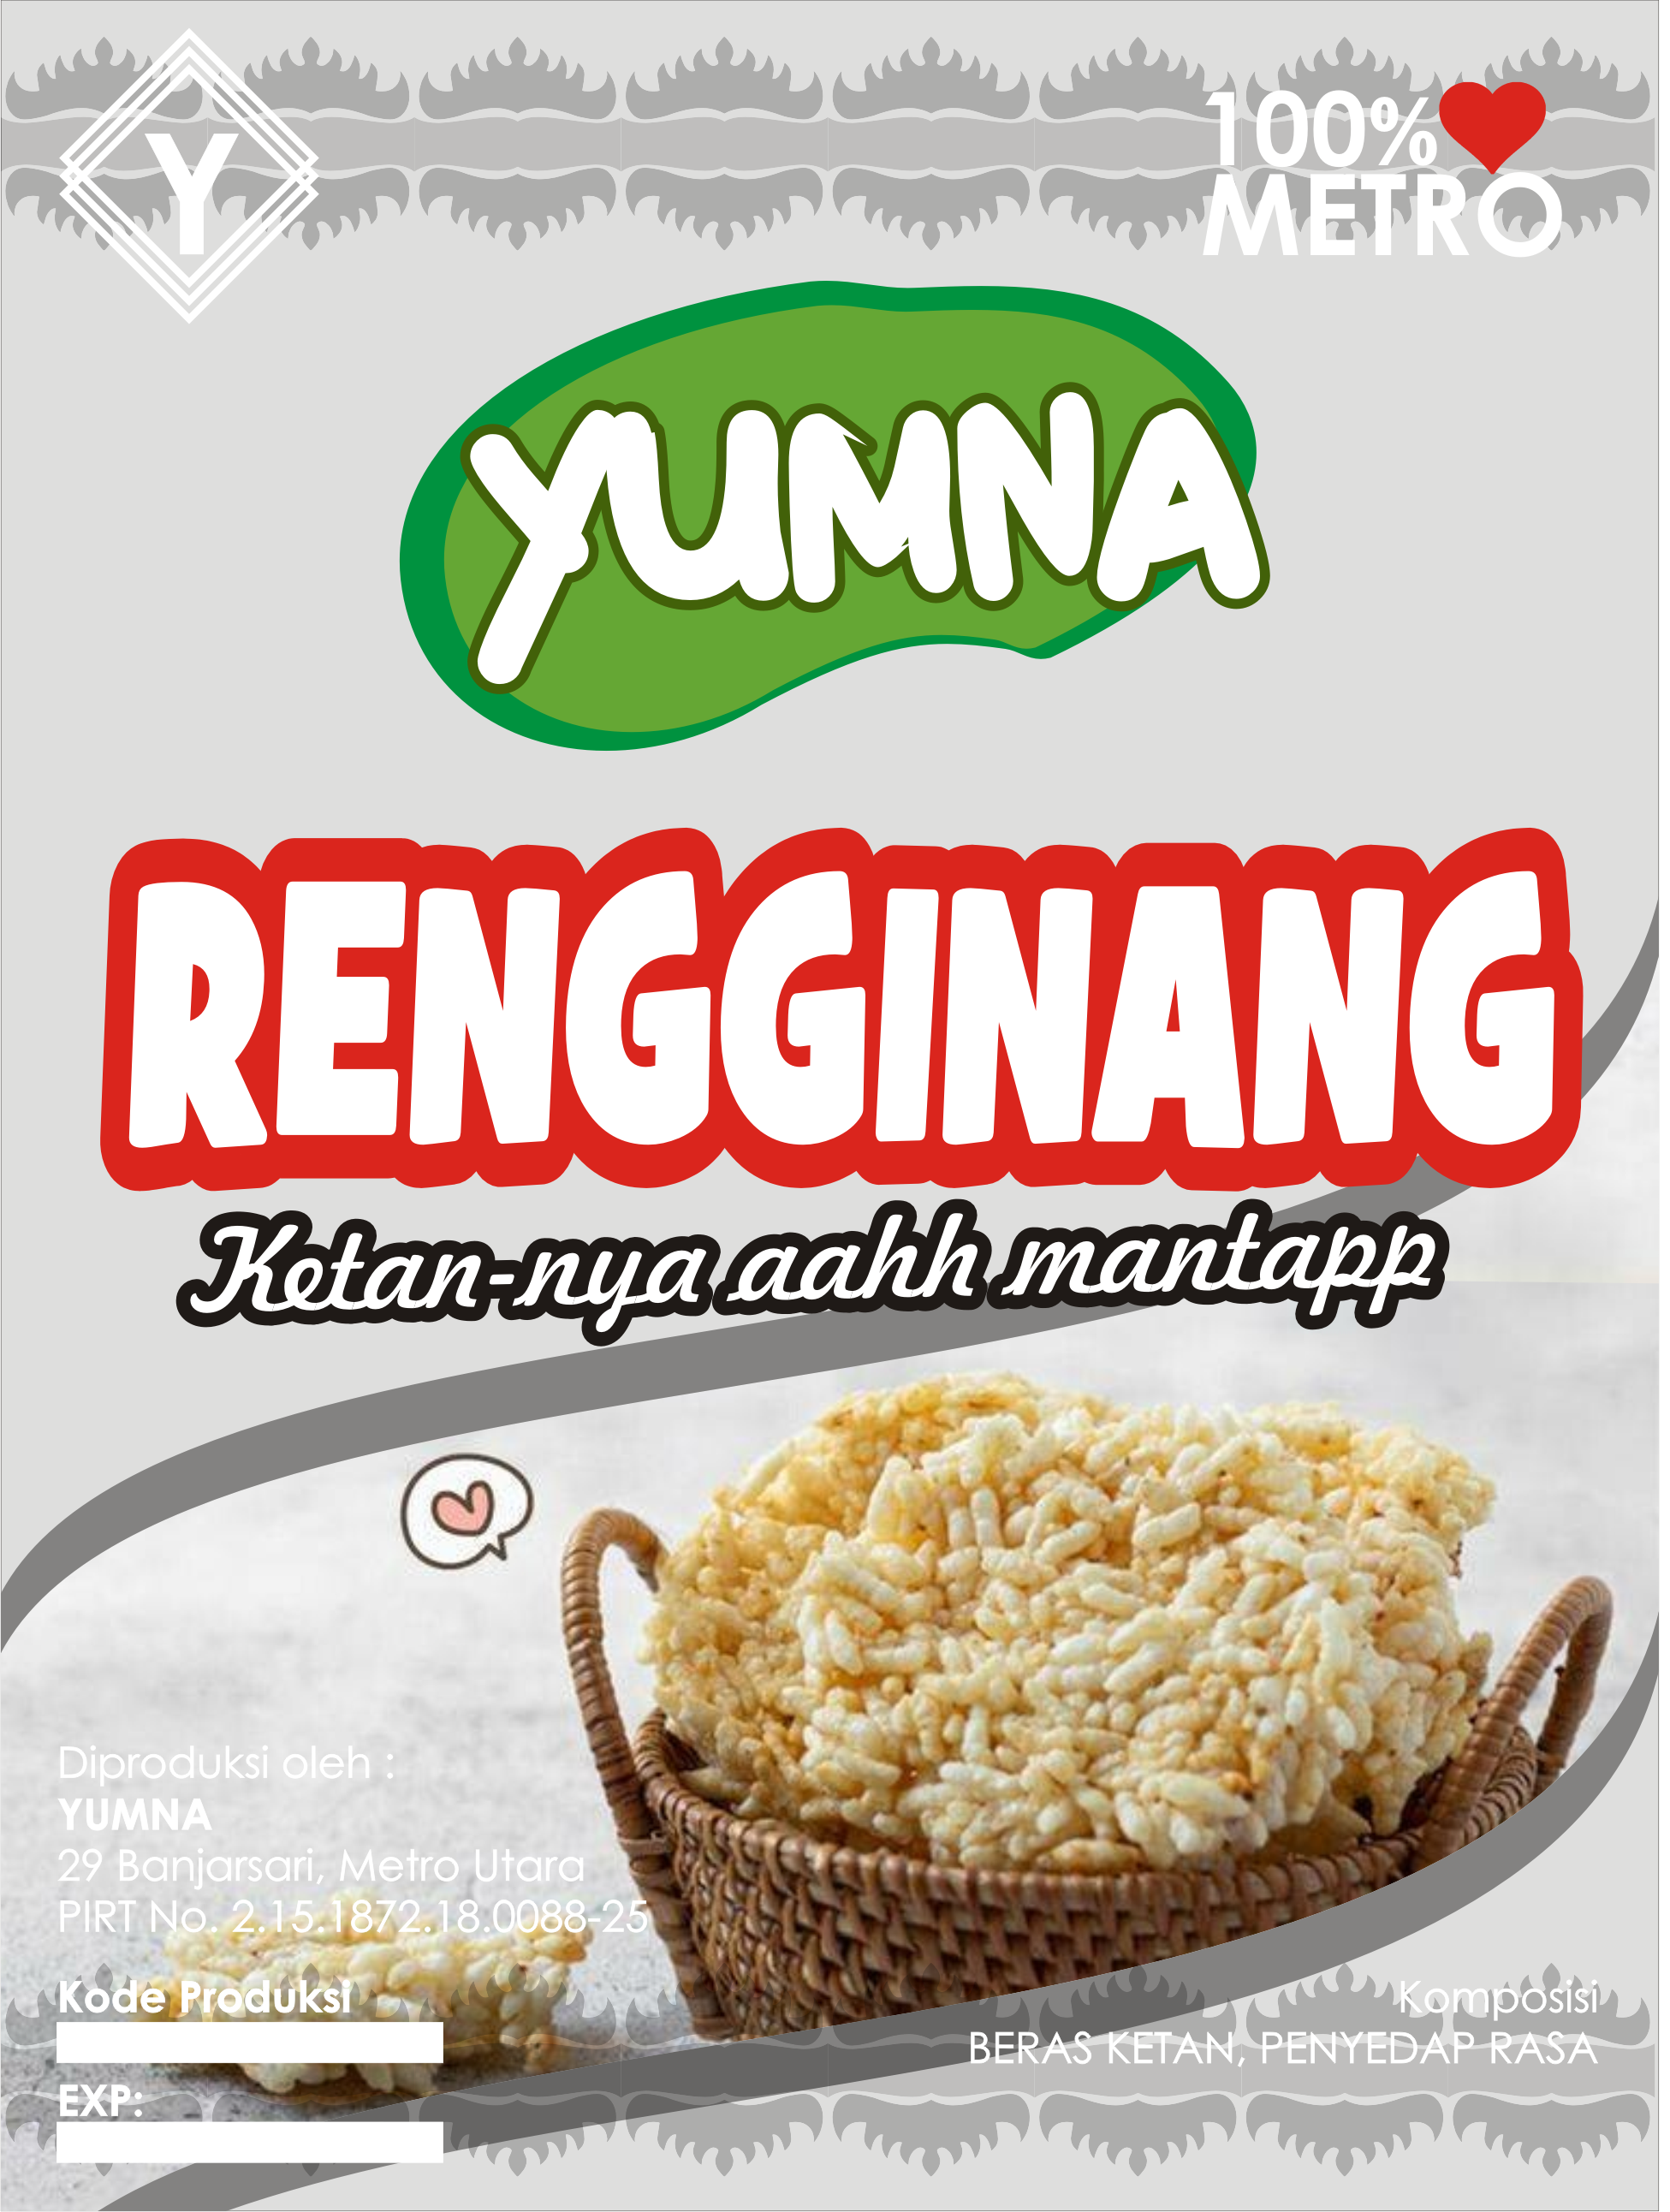 Y
100%
METRO
YUMNA
RENGGINANG
Ketan-nya aahh mantapp
Diproduksi oleh :
YUMNA
29 Banjarsari, Metro Utara
PIRT No. 2.15.1872.18.0088-25
Kode Produksi
EXP:
Komposisi
BERAS KETAN, PENYEDAP RASA